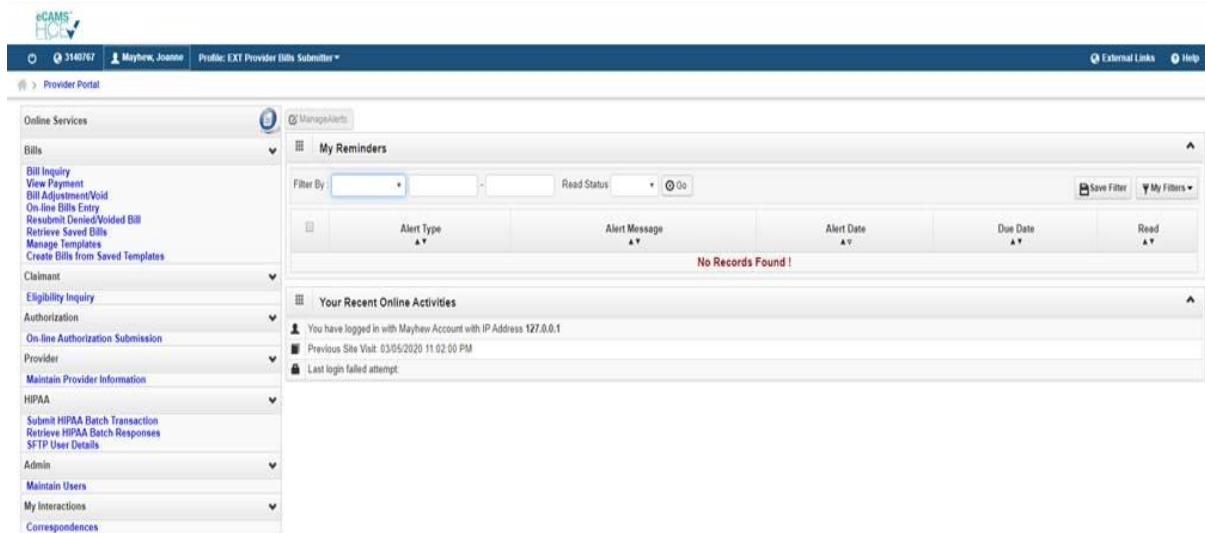 eCAMS
HCE
3140767 Mayhew, Joanne Profile: EXT Provider Bills Submitter External Links Help
Provider Portal
Online Services
Bills
Bill Inquiry
View Payment
Bill Adjustment/Void
On-line Bills Entry
Resubmit Denied/Voided Bill
Retrieve Saved Bills
Manage Templates
Create Bills from Saved Templates
Claimant
Eligibility Inquiry
Authorization
On-line Authorization Submission
Provider
Maintain Provider Information
HIPAA
Submit HIPAA Batch Transaction
Retrieve HIPAA Batch Responses
SFTP User Details
Admin
Maintain Users
My Interactions
Correspondences
ManageAlerts
My Reminders
Filter By : - Read Status Go Save Filter My Filters
Alert Type Alert Message Alert Date Due Date Read
No Records Found !
Your Recent Online Activities
You have logged in with Mayhew Account with IP Address 127.0.0.1
Previous Site Visit: 03/05/2020 11:02:00 PM
Last login failed attempt: